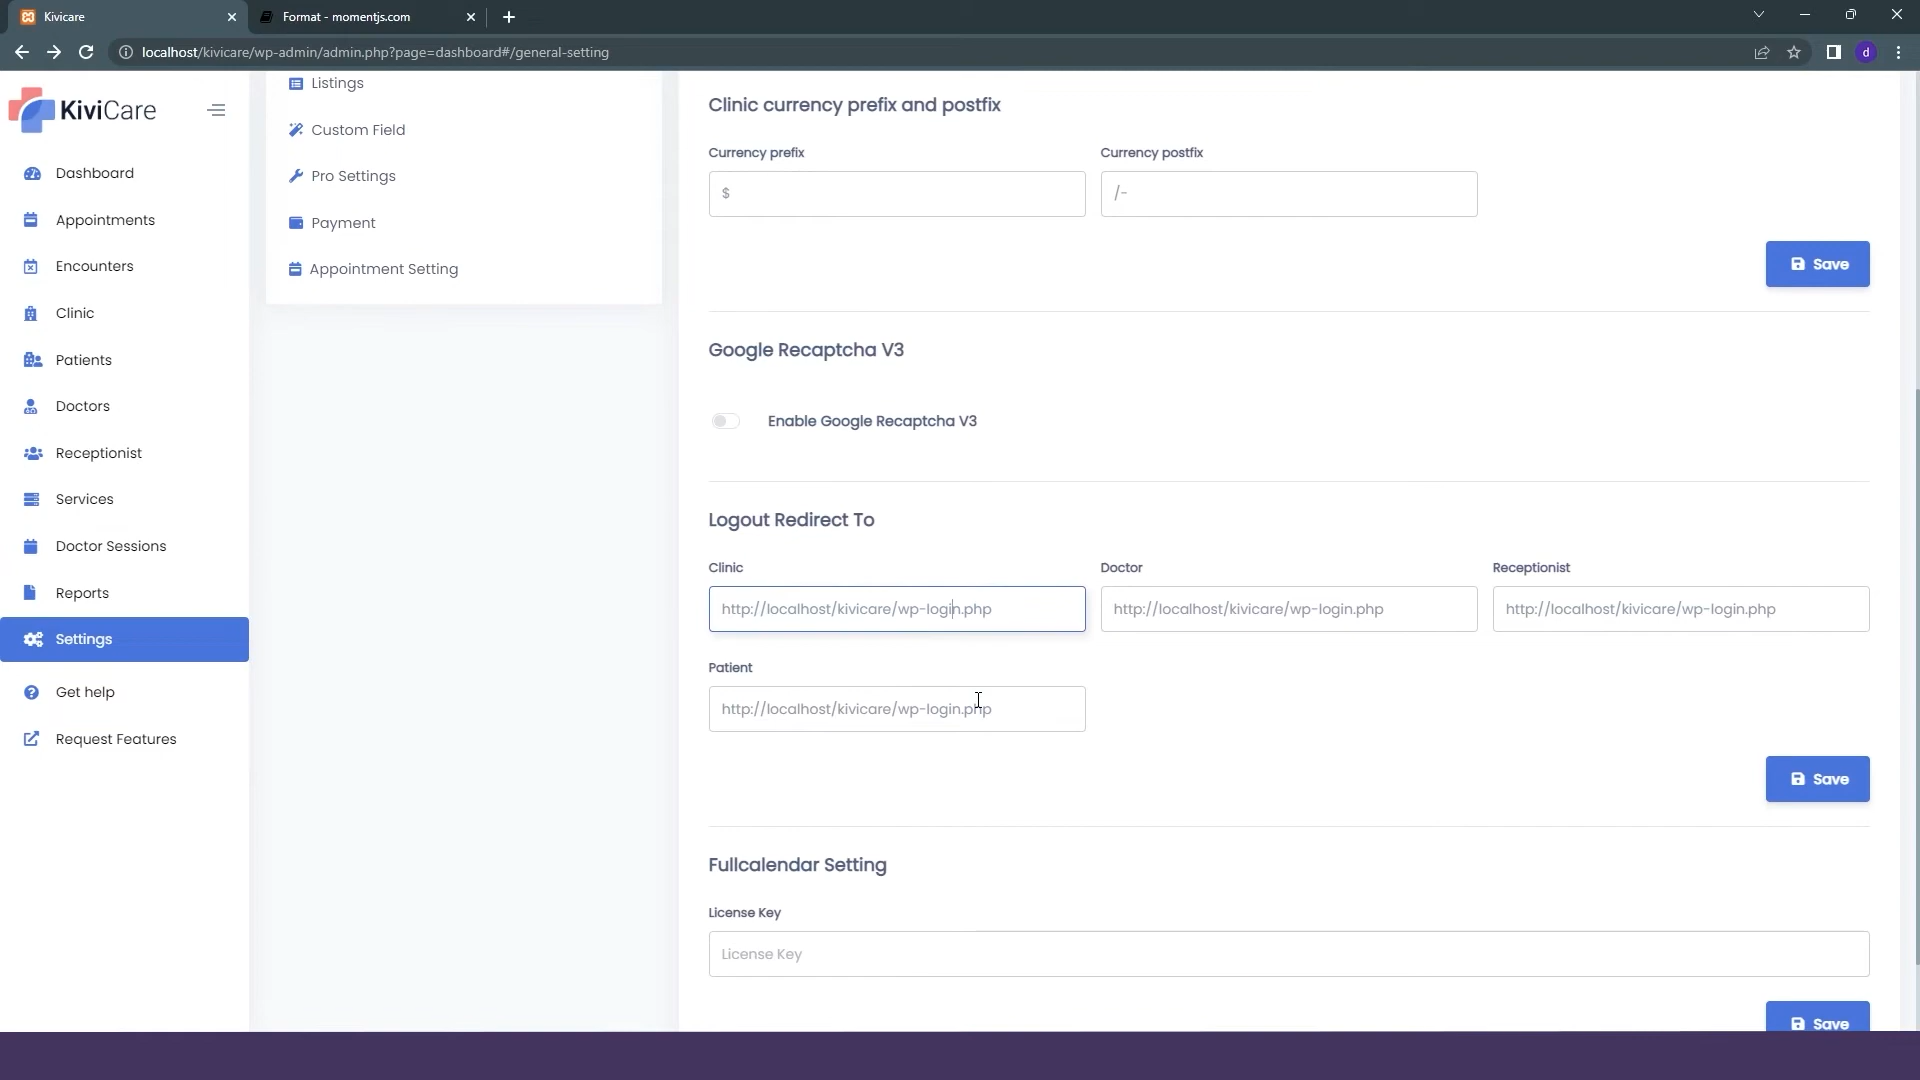 Kivicare
Format - momentjs.com
localhost/kivicare/wp-admin/admin.php?page=dashboard#/general-setting
d
KiviCare
Dashboard
Appointments
Encounters
Clinic
Patients
Doctors
Receptionist
Services
Doctor Sessions
Reports
Settings
Get help
Request Features
Listings
Custom Field
Pro Settings
Payment
Appointment Setting
Clinic currency prefix and postfix
Currency prefix
Currency postfix
$
/-
Save
Google Recaptcha V3
Enable Google Recaptcha V3
Logout Redirect To
Clinic
Doctor
Receptionist
http://localhost/kivicare/wp-login.php
http://localhost/kivicare/wp-login.php
http://localhost/kivicare/wp-login.php
Patient
http://localhost/kivicare/wp-login.php
Save
Fullcalendar Setting
License Key
License Key
Save